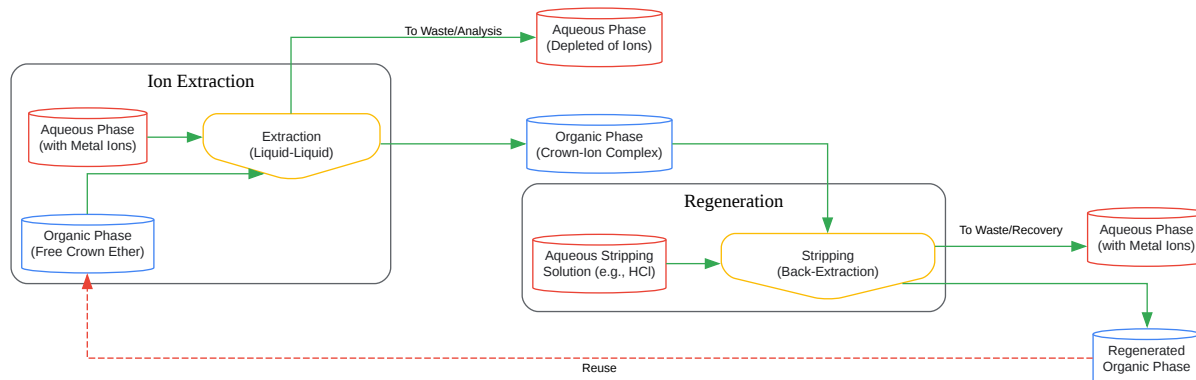 To Waste/Analysis
Aqueous Phase
(Depleted of Ions)
Ion Extraction
Aqueous Phase
(with Metal Ions)
Extraction
(Liquid-Liquid)
Organic Phase
(Crown-Ion Complex)
Organic Phase
(Free Crown Ether)
Regeneration
Aqueous Stripping
Solution (e.g., HCl)
Stripping
(Back-Extraction)
To Waste/Recovery
Aqueous Phase
(with Metal Ions)
Regenerated
Organic Phase
Reuse